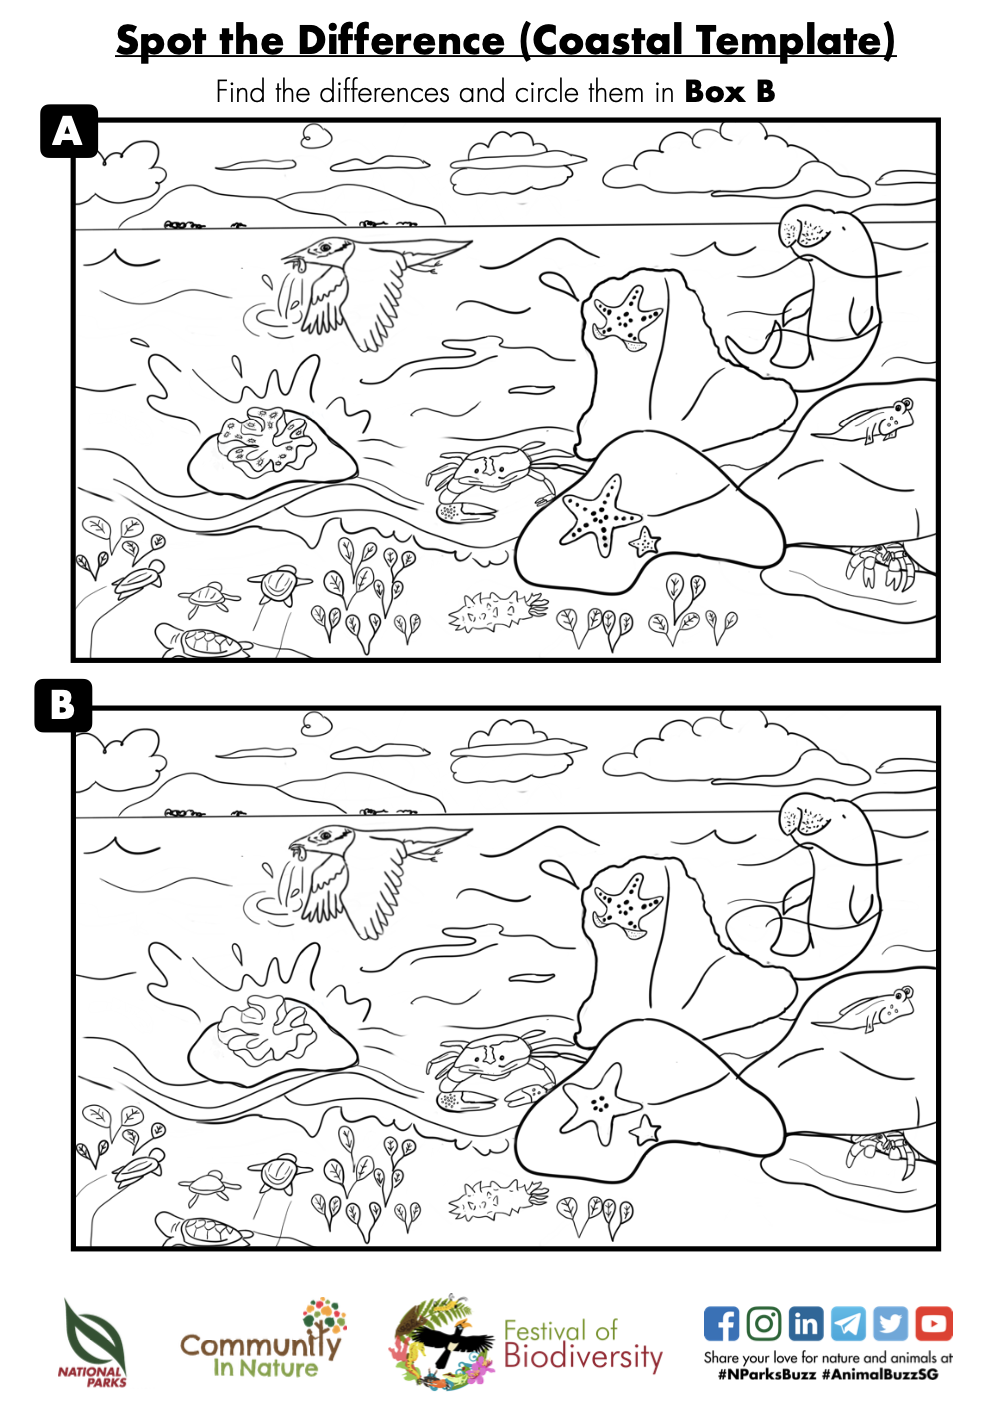 Spot the Difference (Coastal Template)
Find the differences and circle them in Box B
A
B
NATIONAL
PARKS
Community
In Nature
Festival of
Biodiversity
Share your love for nature and animals at
#NParksBuzz #AnimalBuzzSG